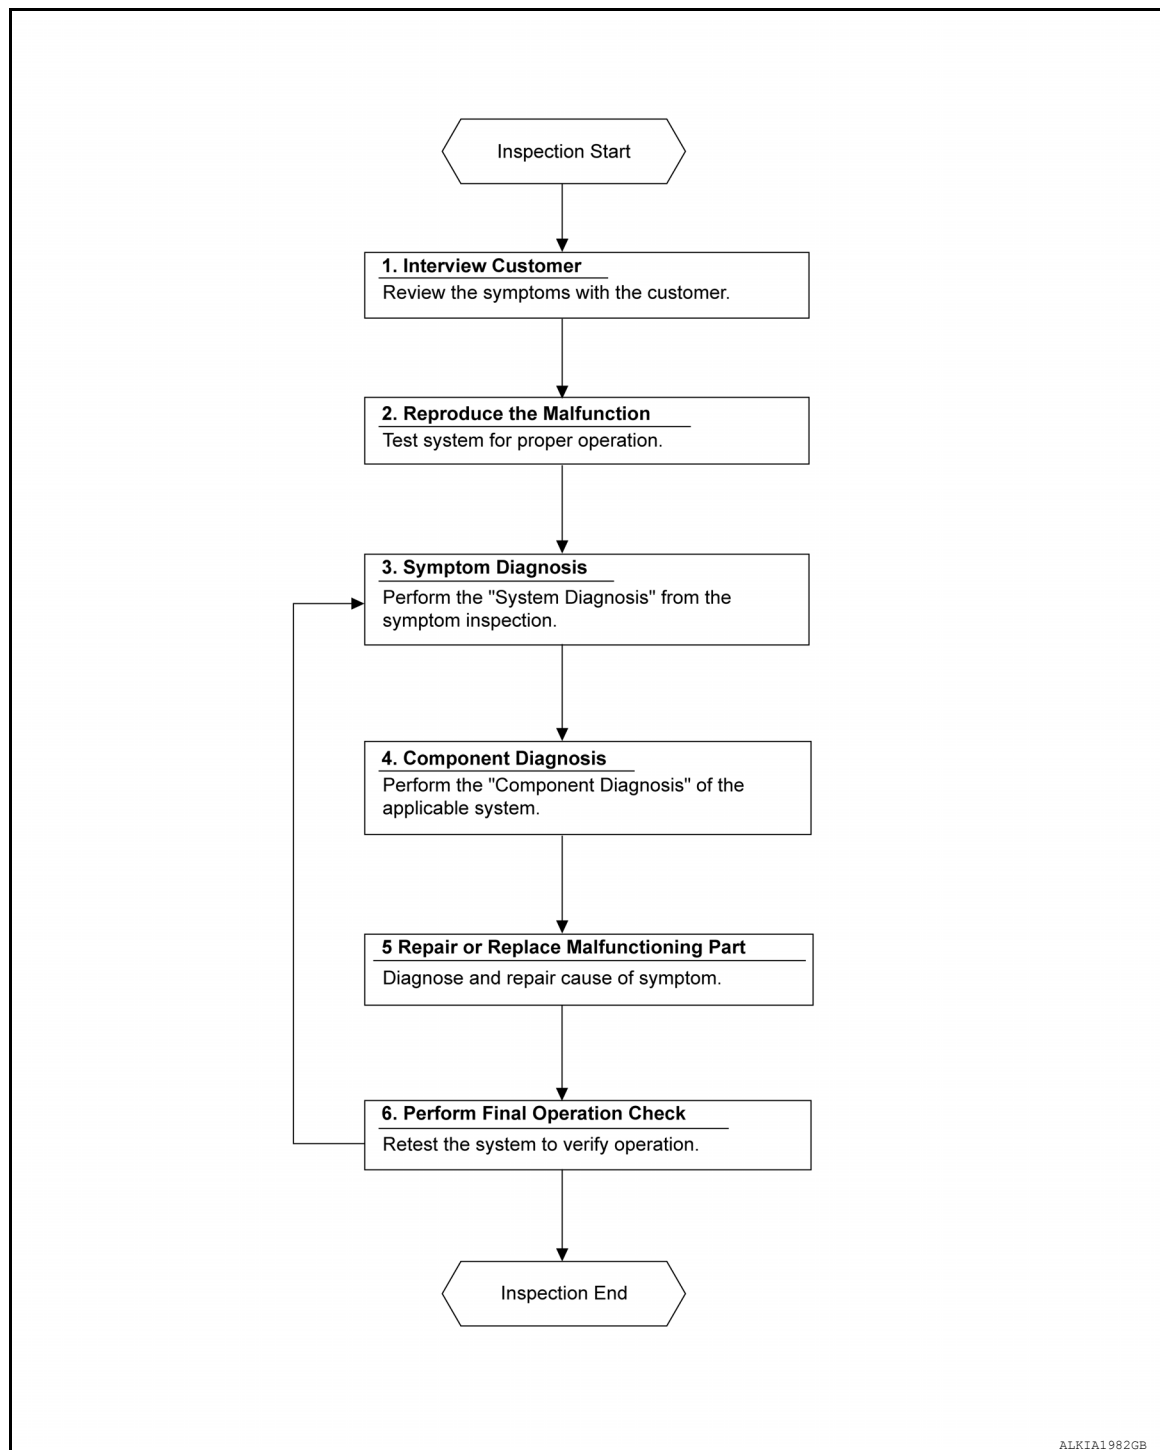 Inspection Start
1. Interview Customer
Review the symptoms with the customer.
2. Reproduce the Malfunction
Test system for proper operation.
3. Symptom Diagnosis
Perform the "System Diagnosis" from the
symptom inspection.
4. Component Diagnosis
Perform the "Component Diagnosis" of the
applicable system.
5 Repair or Replace Malfunctioning Part
Diagnose and repair cause of symptom.
6. Perform Final Operation Check
Retest the system to verify operation.
Inspection End
ALKIA1982GB